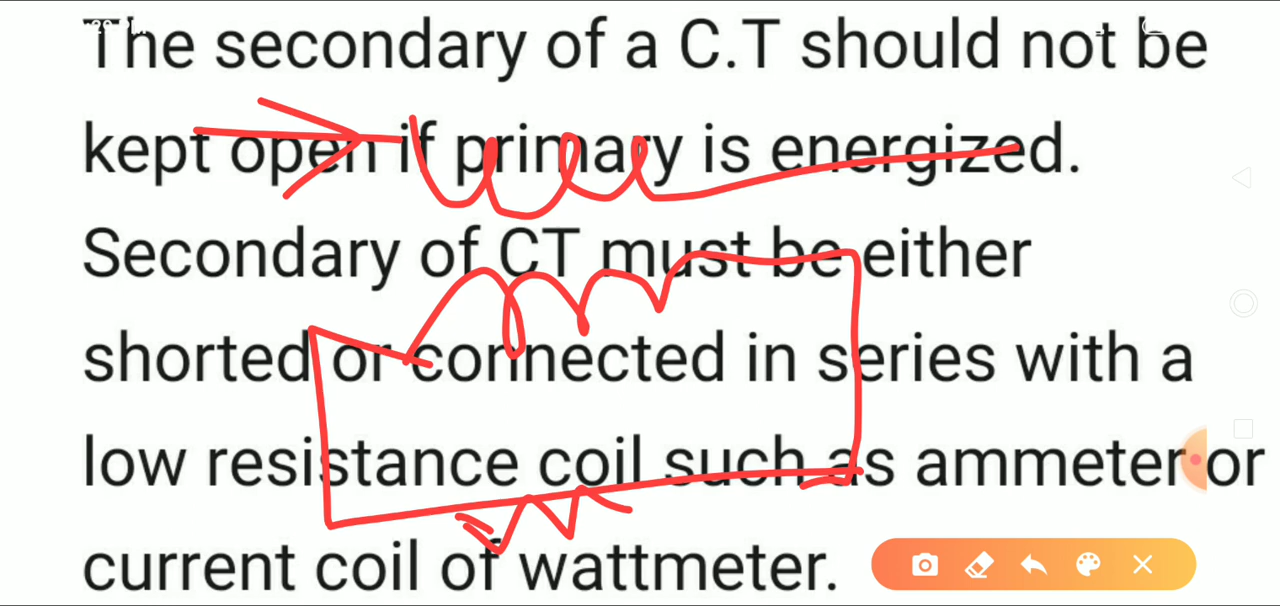 The secondary of a C.T should not be
kept open if primary is energized.
Secondary of CT must be either
shorted or connected in series with a
low resistance coil such as ammeter or
current coil of wattmeter.